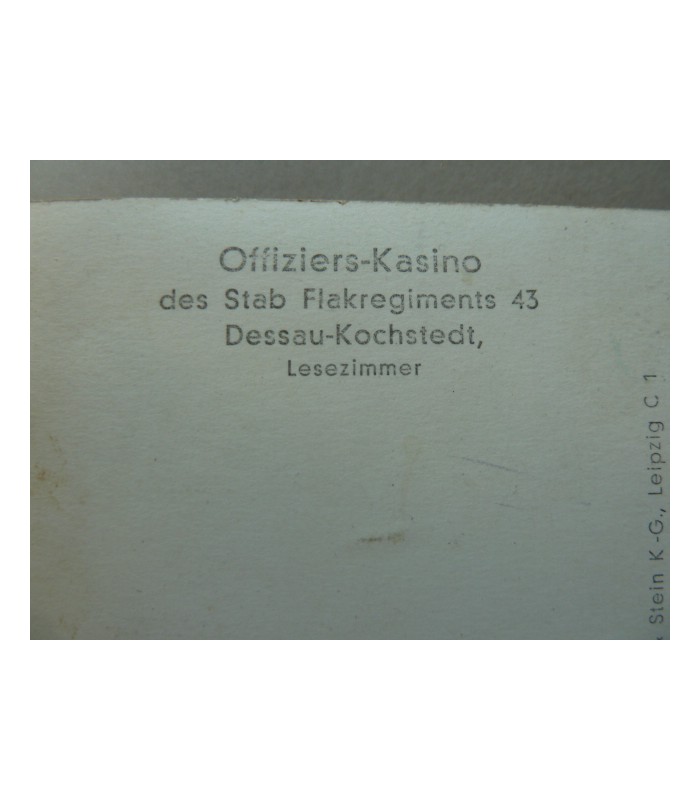 Offiziers-Kasino
des Stab Flakregiments 43
Dessau-Kochstedt,
Lesezimmer
Stein K.-G., Leipzig C 1